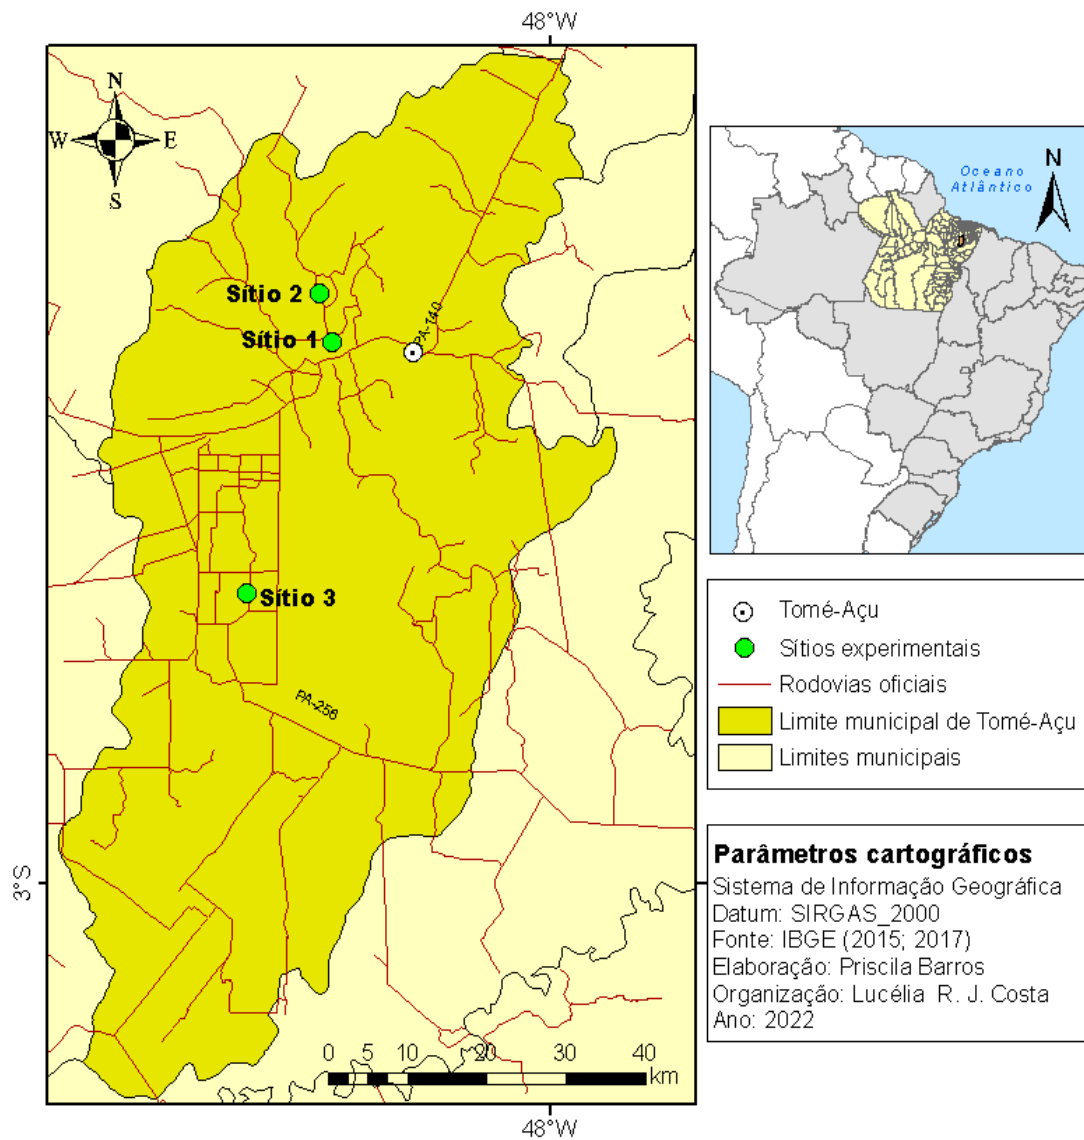 48°W
N
W
E
S
Sítio 2
Sítio 1
PA-140
Sítio 3
PA-256
3°S
0 5 10 20 30 40
km
48°W
Oceano
Atlântico
N
Tomé-Açu
Sítios experimentais
Rodovias oficiais
Limite municipal de Tomé-Açu
Limites municipais
Parâmetros cartográficos
Sistema de Informação Geográfica
Datum: SIRGAS_2000
Fonte: IBGE (2015; 2017)
Elaboração: Priscila Barros
Organização: Lucélia R. J. Costa
Ano: 2022